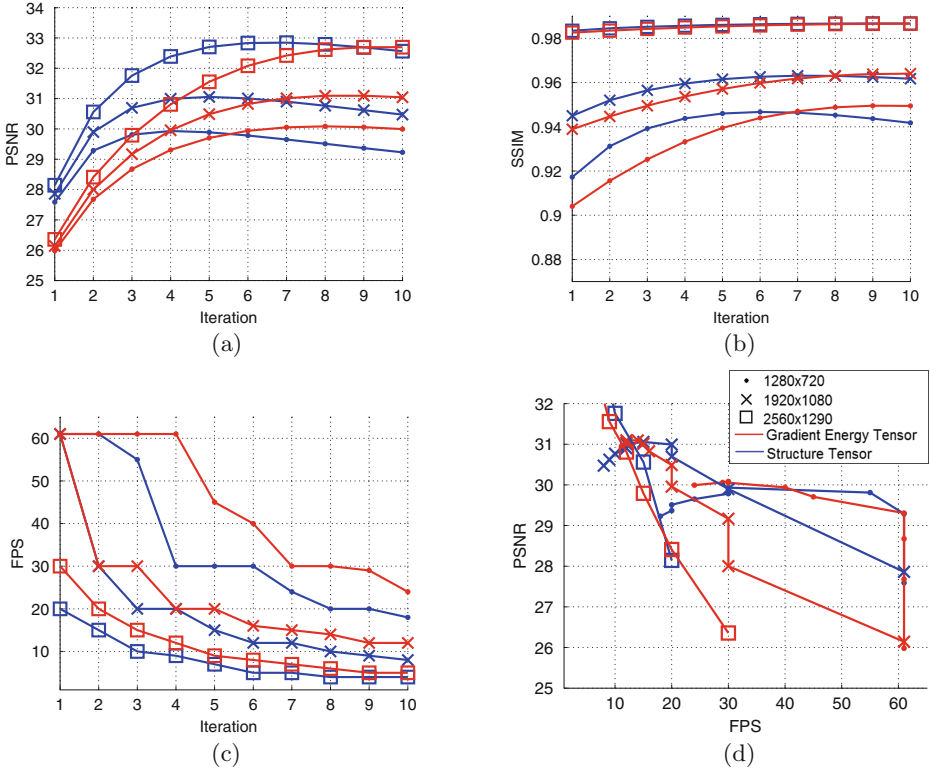 34
33
32
31
30
29
28
27
26
25
PSNR
1 2 3 4 5 6 7 8 9 10
Iteration
(a)
0.98
0.96
0.94
0.92
0.9
0.88
SSIM
1 2 3 4 5 6 7 8 9 10
Iteration
(b)
60
50
40
30
20
10
FPS
1 2 3 4 5 6 7 8 9 10
Iteration
(c)
1280x720
1920x1080
2560x1290
Gradient Energy Tensor
Structure Tensor
32
31
30
29
28
27
26
25
PSNR
10 20 30 40 50 60
FPS
(d)